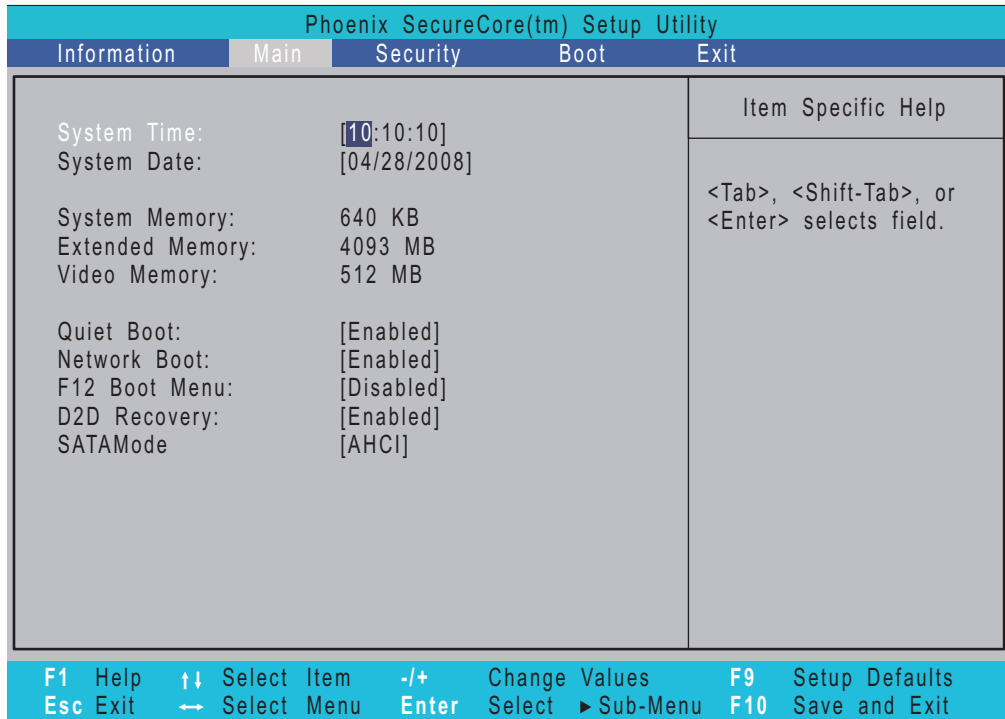 Phoenix SecureCore(tm) Setup Utility
Information Main Security Boot Exit
Item Specific Help
System Time: [10:10:10]
System Date: [04/28/2008]
<Tab>, <Shift-Tab>, or
<Enter> selects field.
System Memory: 640 KB
Extended Memory: 4093 MB
Video Memory: 512 MB
Quiet Boot: [Enabled]
Network Boot: [Enabled]
F12 Boot Menu: [Disabled]
D2D Recovery: [Enabled]
SATAMode [AHCI]
F1 Help ↑↓ Select Item -/+ Change Values F9 Setup Defaults
Esc Exit ↔ Select Menu Enter Select ▸ Sub-Menu F10 Save and Exit